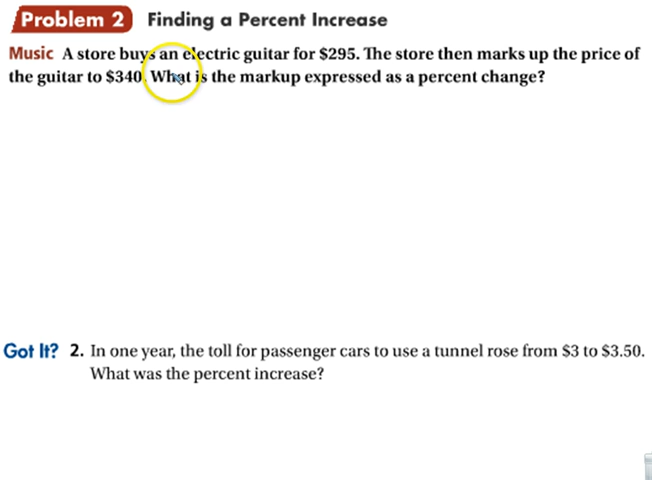 Problem 2 Finding a Percent Increase
Music A store buys an electric guitar for $295. The store then marks up the price of
the guitar to $340. What is the markup expressed as a percent change?
Got It? 2. In one year, the toll for passenger cars to use a tunnel rose from $3 to $3.50.
What was the percent increase?